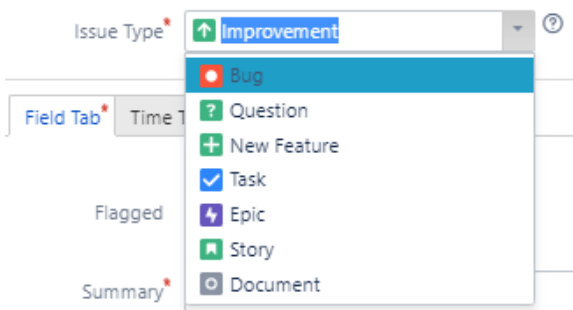 Issue Type* Improvement
Bug
Question
Field Tab* Time T
New Feature
Task
Flagged
Epic
Story
Summary*
Document